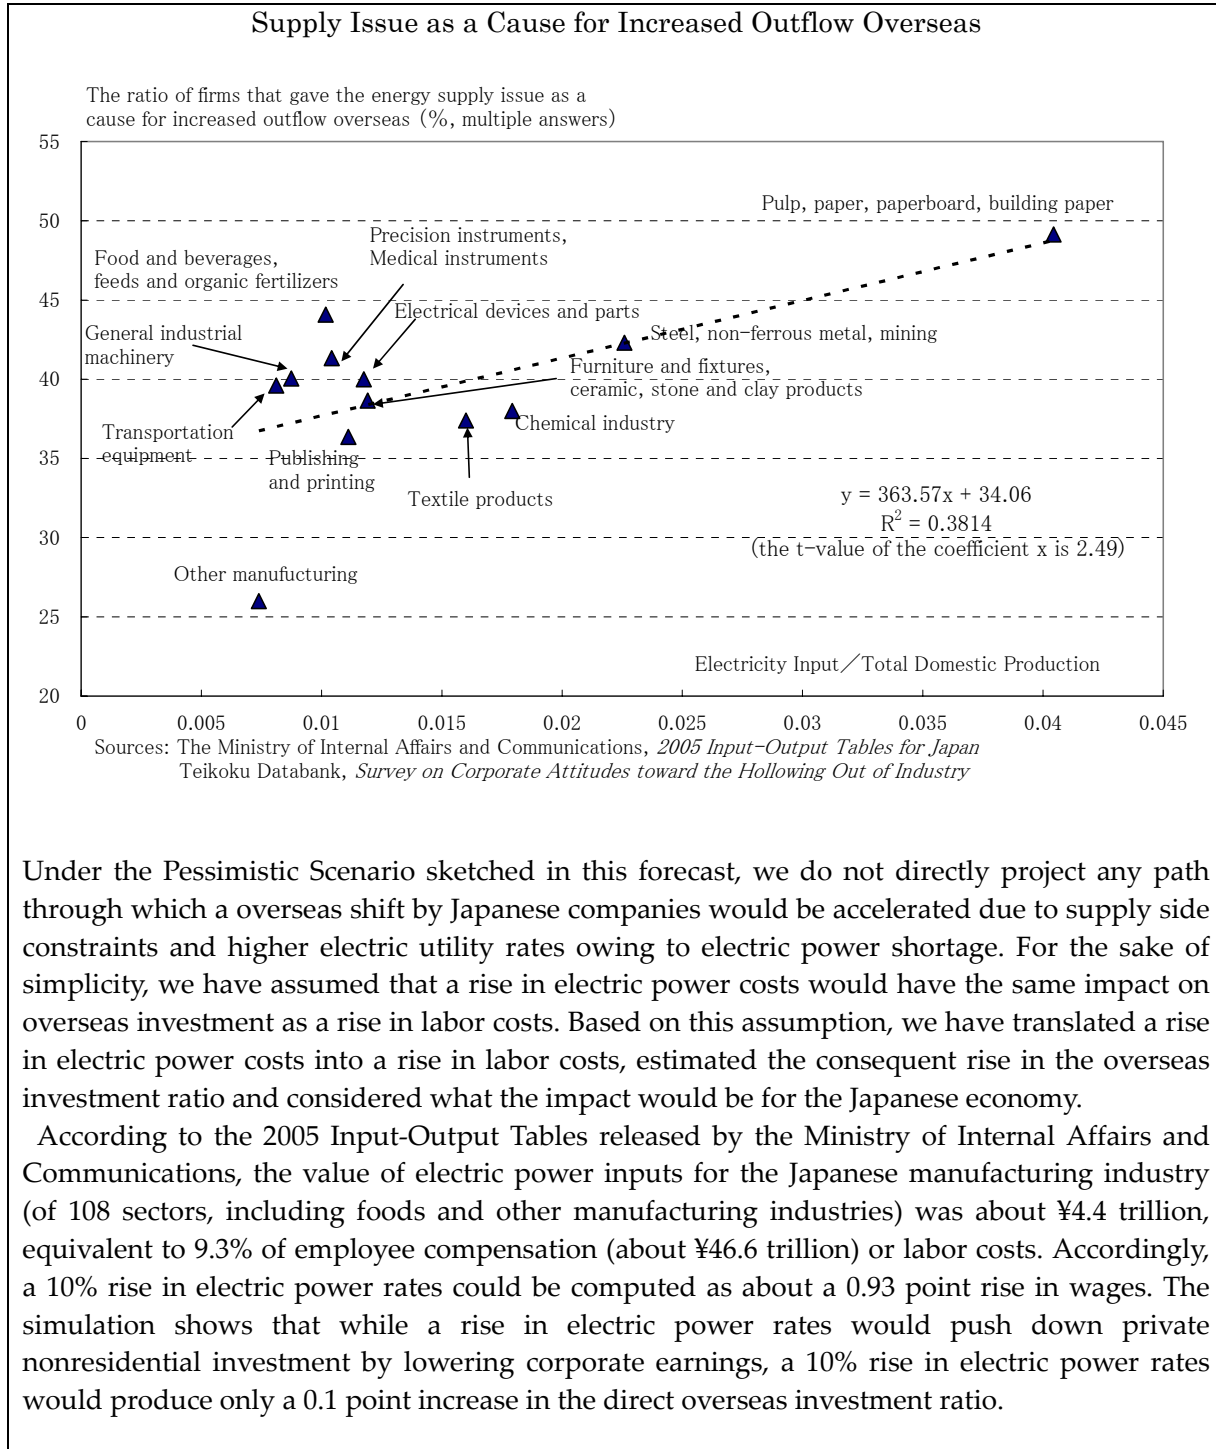 Supply Issue as a Cause for Increased Outflow Overseas
The ratio of firms that gave the energy supply issue as a
cause for increased outflow overseas (%, multiple answers)
55
50
45
40
35
30
25
20
Pulp, paper, paperboard, building paper
Precision instruments,
Medical instruments
Food and beverages,
feeds and organic fertilizers
Electrical devices and parts
General industrial
machinery
Steel, non-ferrous metal, mining
Furniture and fixtures,
ceramic, stone and clay products
Chemical industry
Transportation
equipment
Publishing
and printing
Textile products
y = 363.57x + 34.06
R² = 0.3814
(the t-value of the coefficient x is 2.49)
Other manufucturing
Electricity Input／Total Domestic Production
0 0.005 0.01 0.015 0.02 0.025 0.03 0.035 0.04 0.045
Sources: The Ministry of Internal Affairs and Communications, 2005 Input-Output Tables for Japan
Teikoku Databank, Survey on Corporate Attitudes toward the Hollowing Out of Industry
Under the Pessimistic Scenario sketched in this forecast, we do not directly project any path
through which a overseas shift by Japanese companies would be accelerated due to supply side
constraints and higher electric utility rates owing to electric power shortage. For the sake of
simplicity, we have assumed that a rise in electric power costs would have the same impact on
overseas investment as a rise in labor costs. Based on this assumption, we have translated a rise
in electric power costs into a rise in labor costs, estimated the consequent rise in the overseas
investment ratio and considered what the impact would be for the Japanese economy.
According to the 2005 Input-Output Tables released by the Ministry of Internal Affairs and
Communications, the value of electric power inputs for the Japanese manufacturing industry
(of 108 sectors, including foods and other manufacturing industries) was about ¥4.4 trillion,
equivalent to 9.3% of employee compensation (about ¥46.6 trillion) or labor costs. Accordingly,
a 10% rise in electric power rates could be computed as about a 0.93 point rise in wages. The
simulation shows that while a rise in electric power rates would push down private
nonresidential investment by lowering corporate earnings, a 10% rise in electric power rates
would produce only a 0.1 point increase in the direct overseas investment ratio.